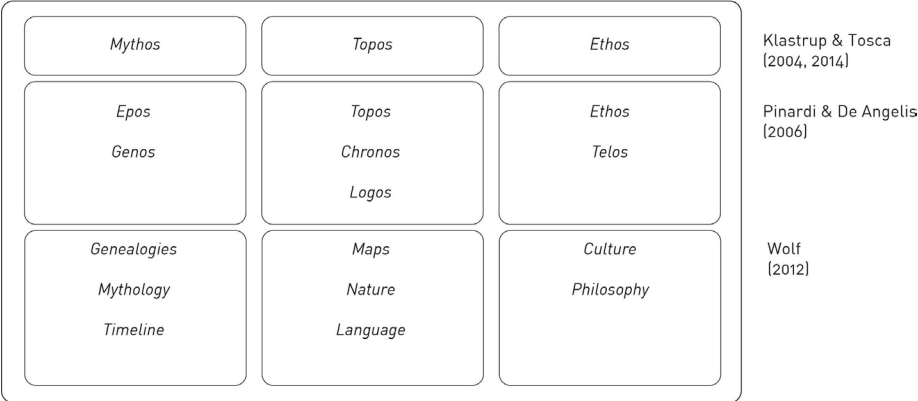 Mythos
Topos
Ethos
Klastrup & Tosca
(2004, 2014)
Epos
Genos
Topos
Chronos
Logos
Ethos
Telos
Pinardi & De Angelis
(2006)
Genealogies
Mythology
Timeline
Maps
Nature
Language
Culture
Philosophy
Wolf
(2012)